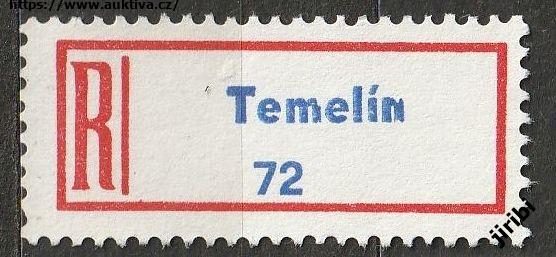 https://www.auktiva.cz/
R
Temelín
72
jiribi